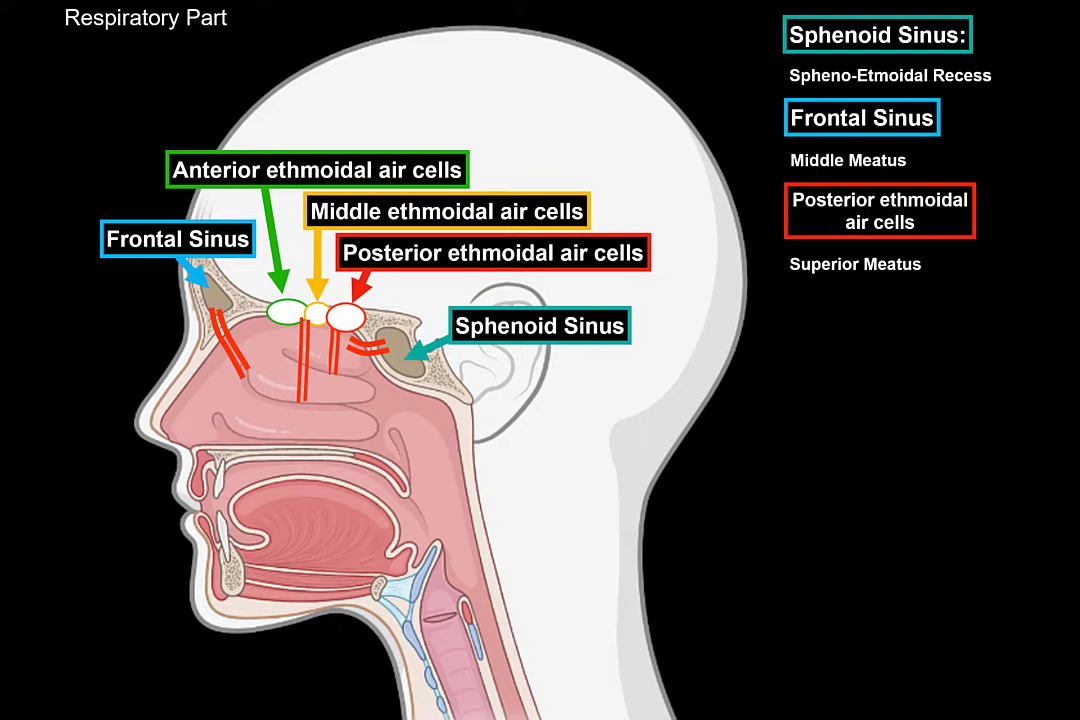 Respiratory Part
Sphenoid Sinus:
Spheno-Etmoidal Recess
Frontal Sinus
Middle Meatus
Posterior ethmoidal
air cells
Superior Meatus
Anterior ethmoidal air cells
Middle ethmoidal air cells
Frontal Sinus
Posterior ethmoidal air cells
Sphenoid Sinus